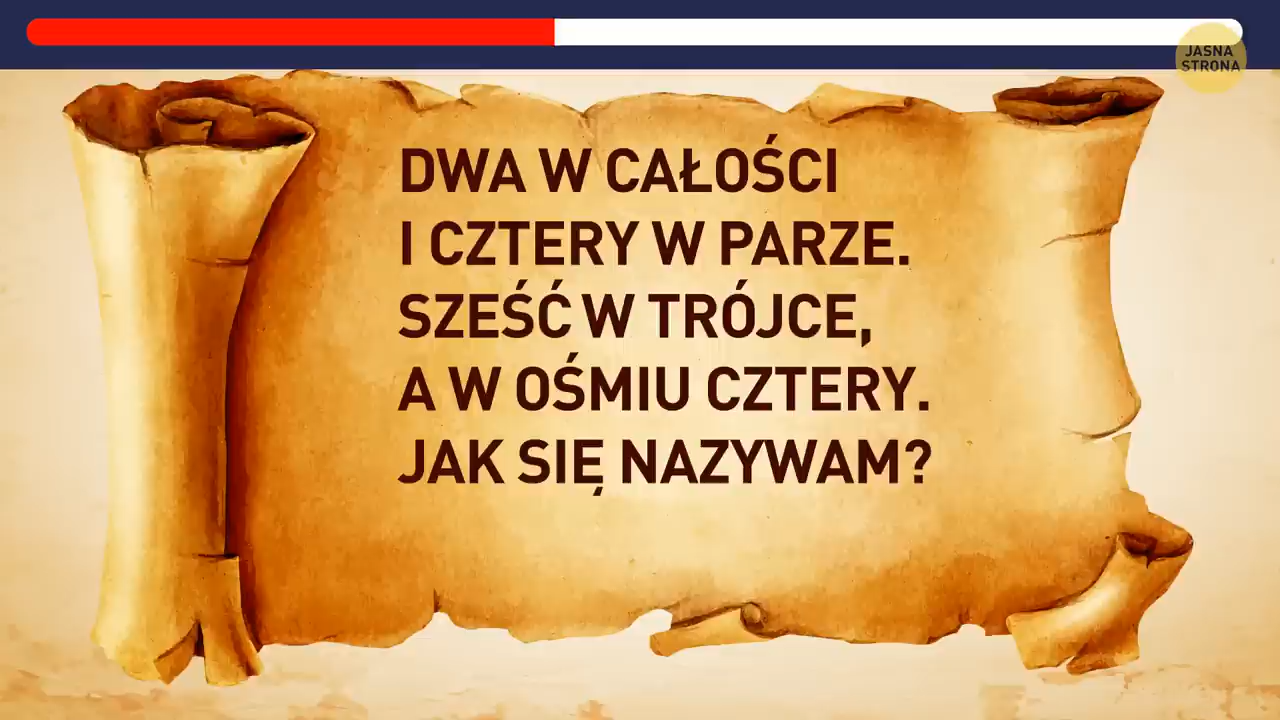 JASNA
STRONA
DWA W CAŁOŚCI
I CZTERY W PARZE.
SZEŚĆ W TRÓJCE,
A W OŚMIU CZTERY.
JAK SIĘ NAZYWAM?